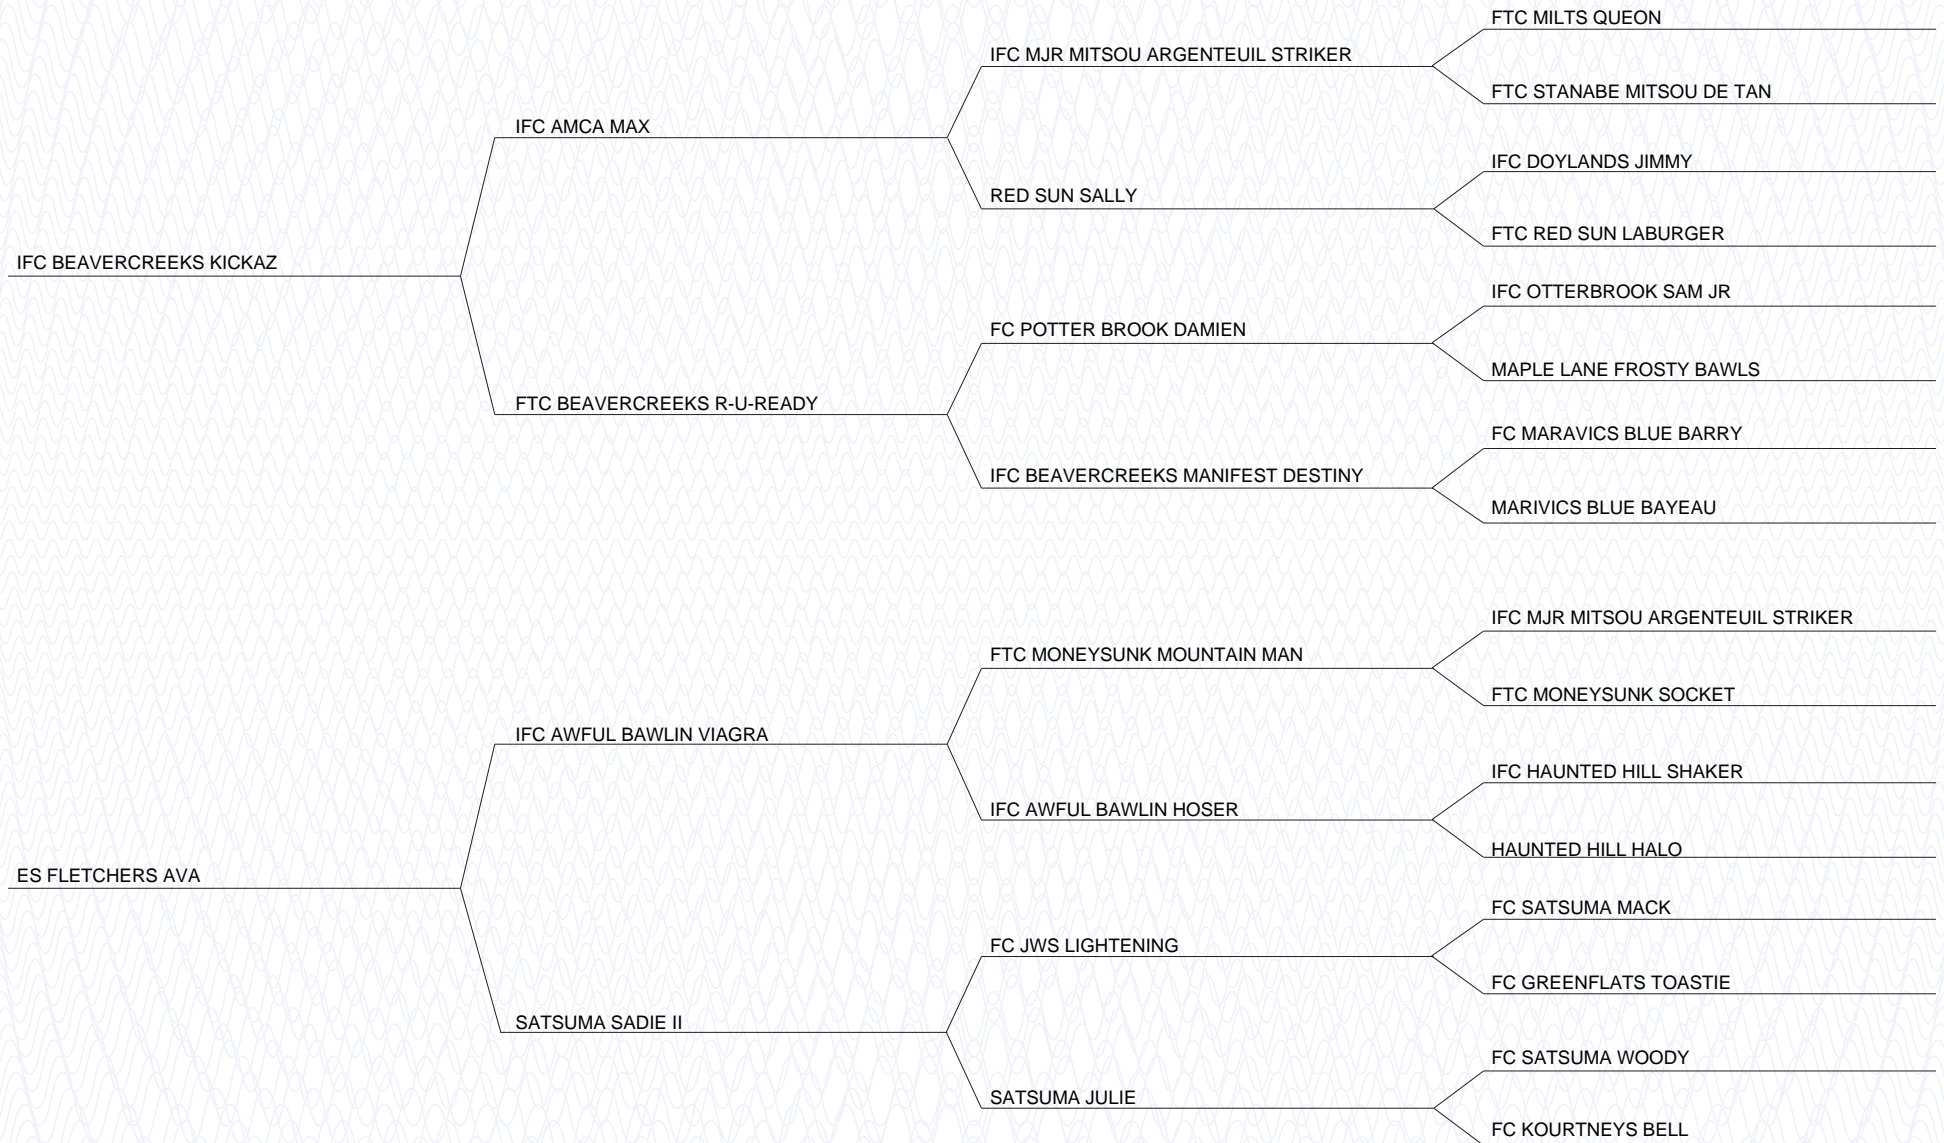 FTC MILTS QUEON
IFC MJR MITSOU ARGENTEUIL STRIKER
FTC STANABE MITSOU DE TAN
IFC AMCA MAX
IFC DOYLANDS JIMMY
RED SUN SALLY
FTC RED SUN LABURGER
IFC BEAVERCREEKS KICKAZ
IFC OTTERBROOK SAM JR
FC POTTER BROOK DAMIEN
MAPLE LANE FROSTY BAWLS
FTC BEAVERCREEKS R-U-READY
FC MARAVICS BLUE BARRY
IFC BEAVERCREEKS MANIFEST DESTINY
MARIVICS BLUE BAYEAU
IFC MJR MITSOU ARGENTEUIL STRIKER
FTC MONEYSUNK MOUNTAIN MAN
FTC MONEYSUNK SOCKET
IFC AWFUL BAWLIN VIAGRA
IFC HAUNTED HILL SHAKER
IFC AWFUL BAWLIN HOSER
HAUNTED HILL HALO
ES FLETCHERS AVA
FC SATSUMA MACK
FC JWS LIGHTENING
FC GREENFLATS TOASTIE
SATSUMA SADIE II
FC SATSUMA WOODY
SATSUMA JULIE
FC KOURTNEYS BELL